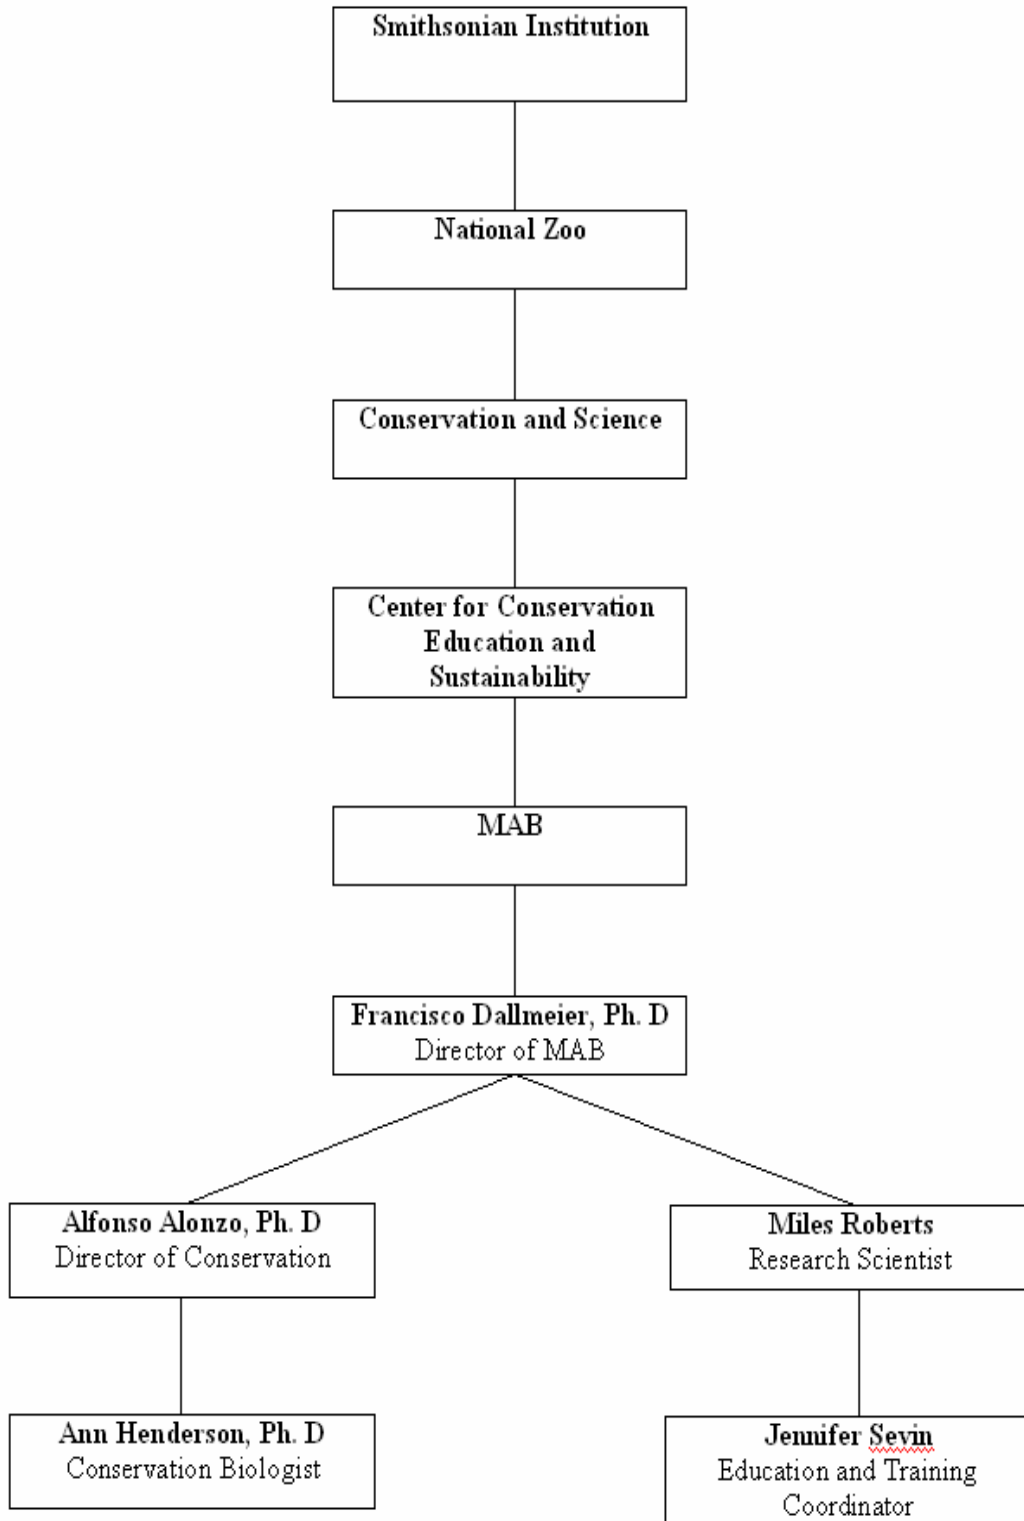 Smithsonian Institution
National Zoo
Conservation and Science
Center for Conservation
Education and
Sustainability
MAB
Francisco Dallmeier, Ph. D
Director of MAB
Alfonso Alonzo, Ph. D
Director of Conservation
Miles Roberts
Research Scientist
Ann Henderson, Ph. D
Conservation Biologist
Jennifer Sevin
Education and Training
Coordinator